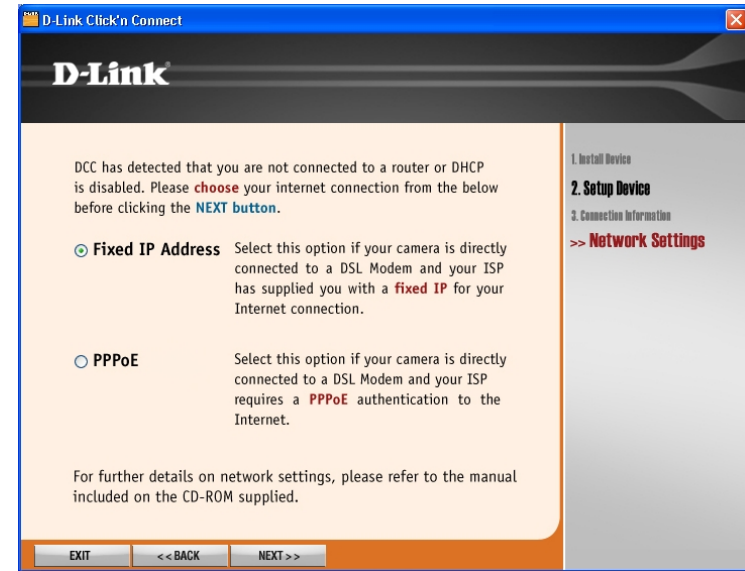 D-Link Click'n Connect
D-Link
DCC has detected that you are not connected to a router or DHCP
is disabled. Please choose your internet connection from the below
before clicking the NEXT button.
Fixed IP Address
Select this option if your camera is directly
connected to a DSL Modem and your ISP
has supplied you with a fixed IP for your
Internet connection.
PPPoE
Select this option if your camera is directly
connected to a DSL Modem and your ISP
requires a PPPoE authentication to the
Internet.
For further details on network settings, please refer to the manual
included on the CD-ROM supplied.
1. Install Device
2. Setup Device
3. Connection Information
>> Network Settings
EXIT
<< BACK
NEXT >>